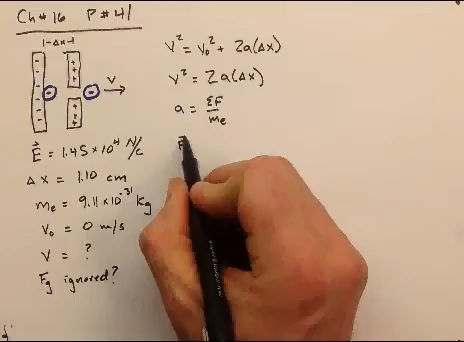 Ch # 16 P # 41
|-Δx-|
- - - - - - -
+ + + + + +
V
E⃗ = 1.45 × 10⁴ N/C
Δx = 1.10 cm
mₑ = 9.11 × 10⁻³¹ kg
V₀ = 0 m/s
V = ?
Fg ignored?
V² = V₀² + 2a(Δx)
V² = 2a(Δx)
a = ΣF / mₑ